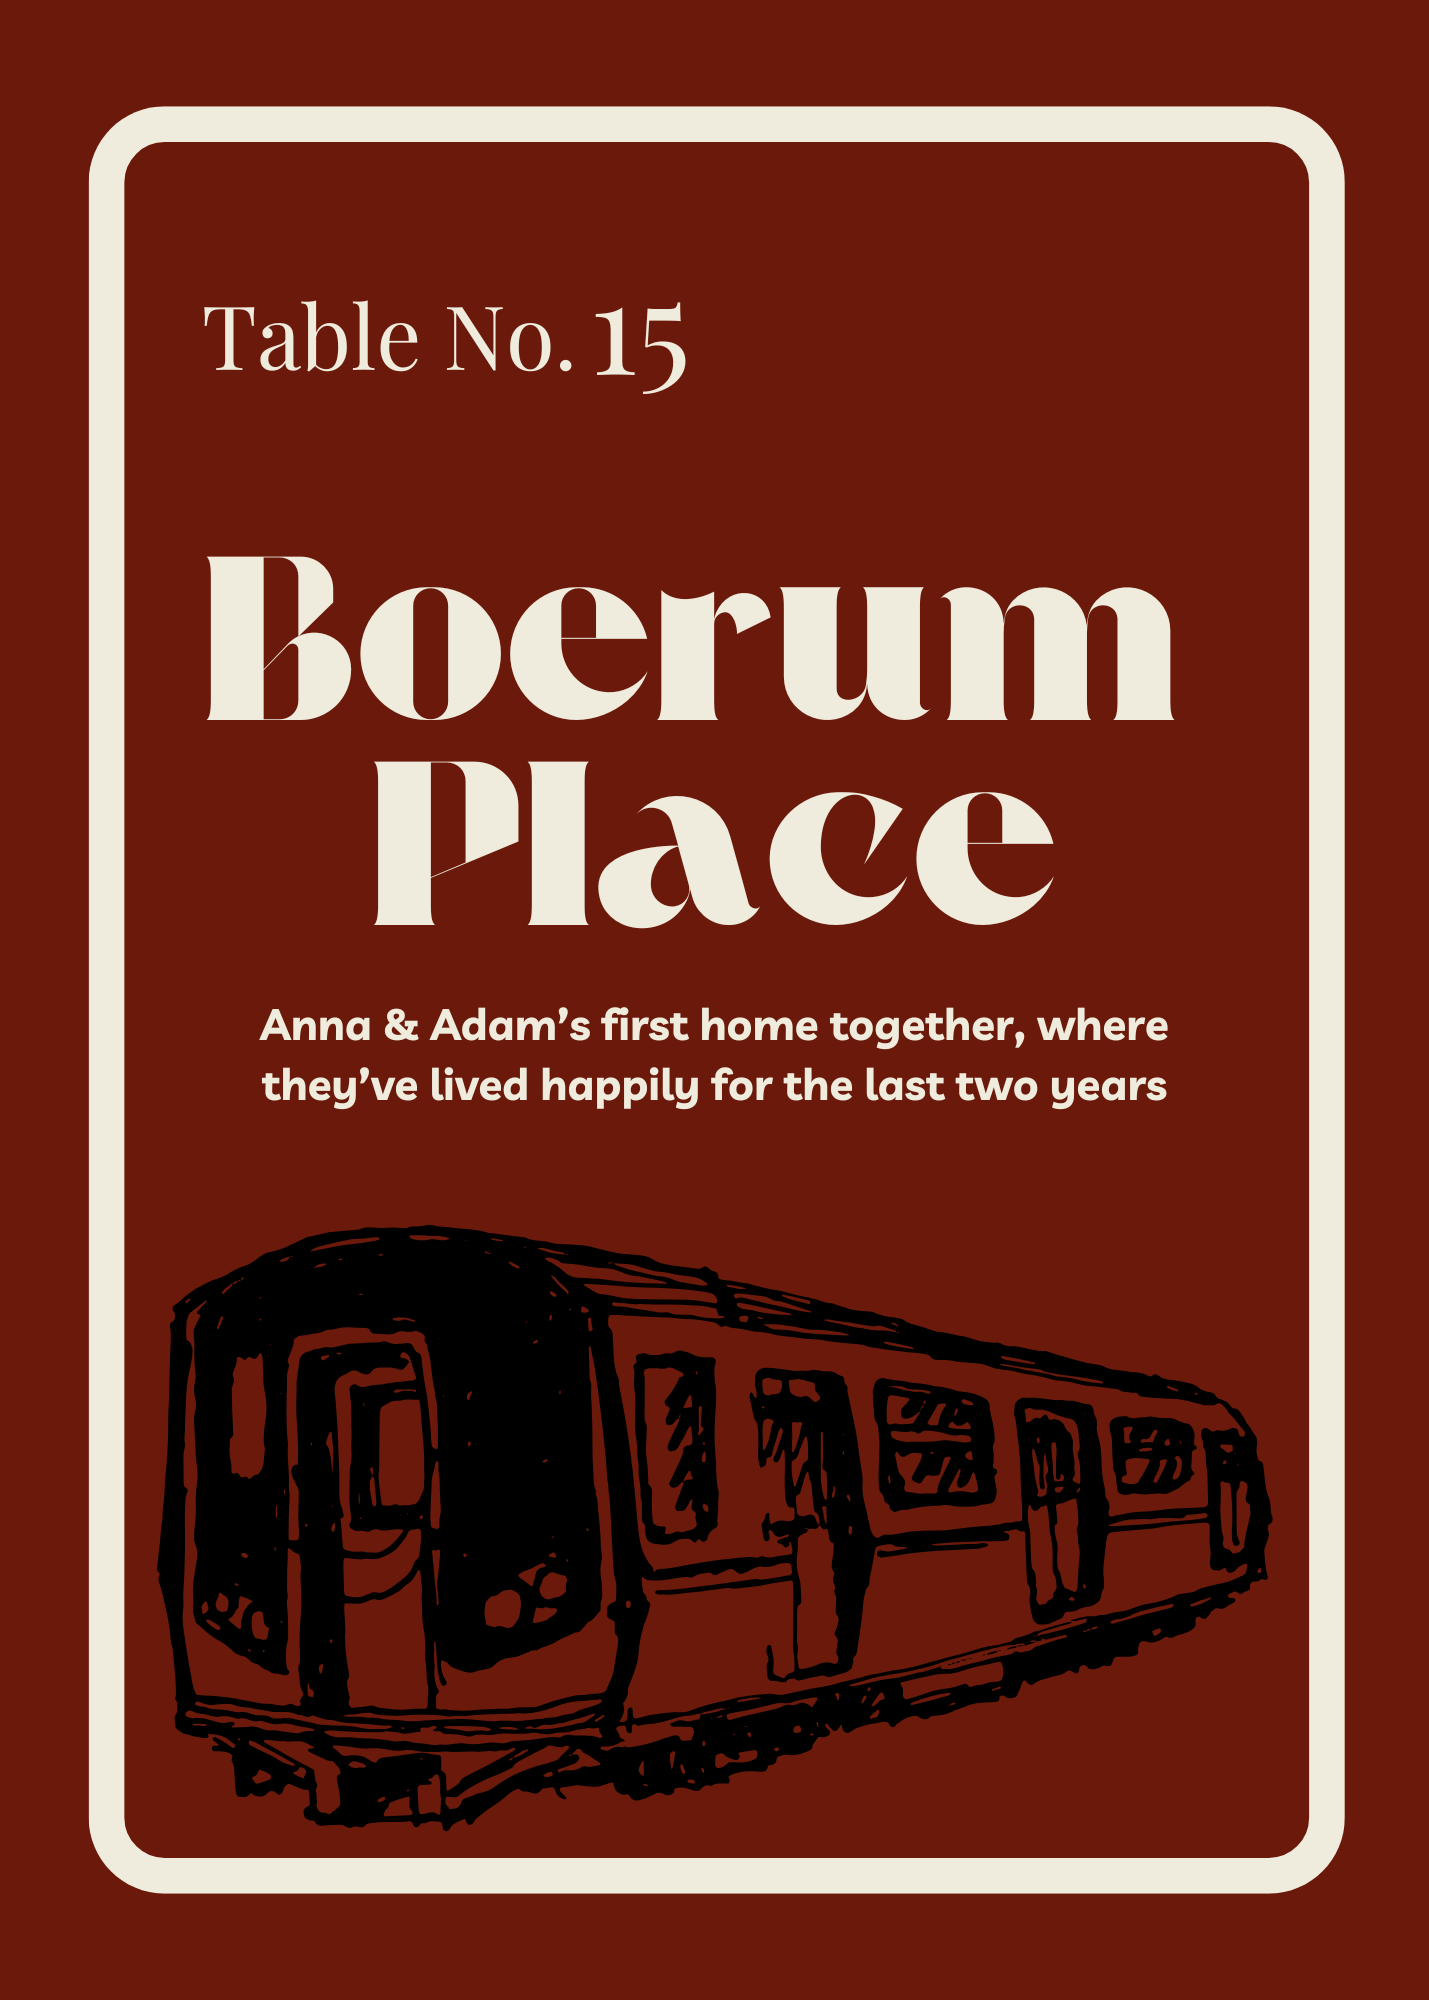 Table No. 15
Boerum
Place
Anna & Adam’s first home together, where
they’ve lived happily for the last two years